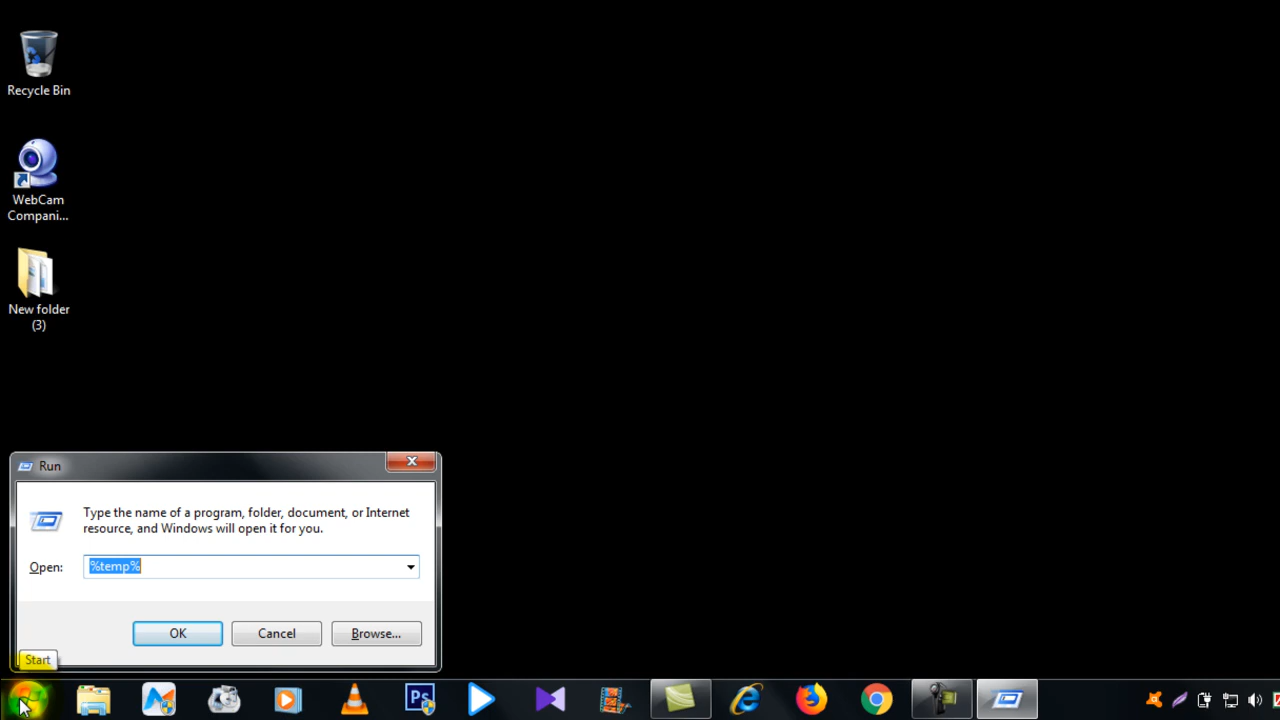 Recycle Bin
WebCam
Compani...
New folder
(3)
Run
Type the name of a program, folder, document, or Internet
resource, and Windows will open it for you.
Open: %temp%
OK Cancel Browse...
Start
Ps